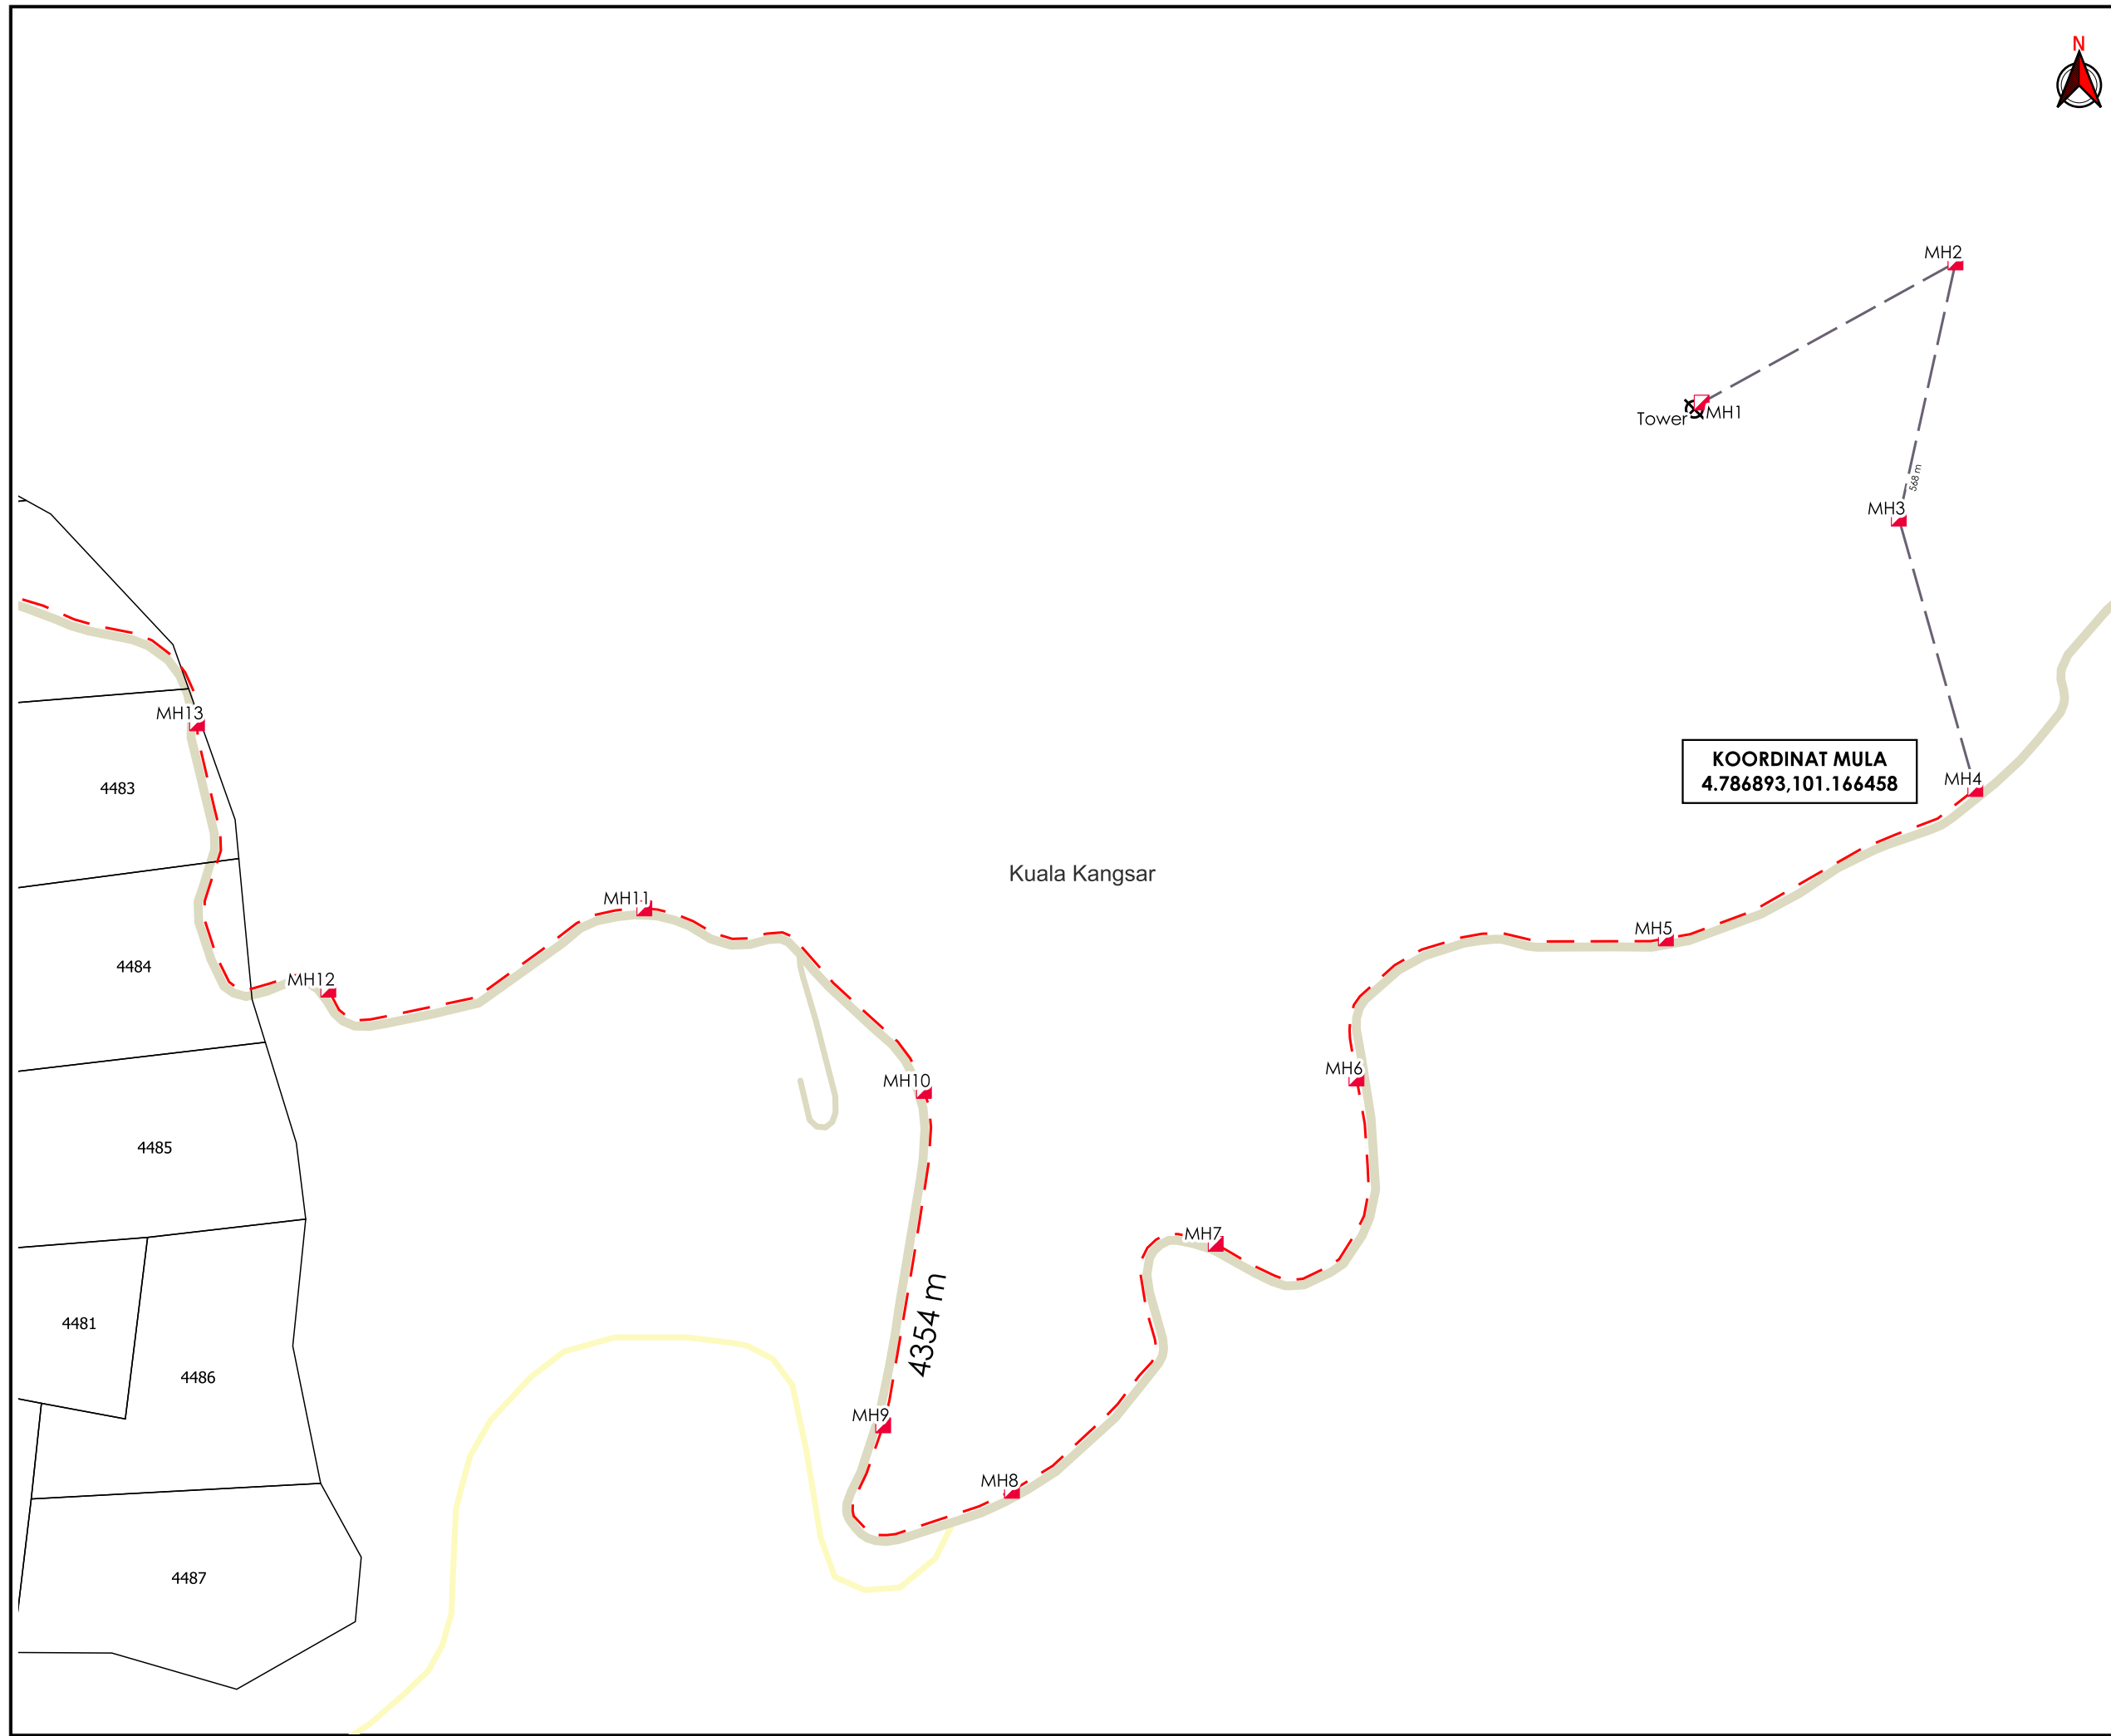 N
MH2
Tower
MH1
568 m
MH3
MH13
KOORDINAT MULA
4.786893,101.166458
MH4
4483
Kuala Kangsar
MH11
MH5
4484
MH12
MH6
MH10
4485
MH7
4481
4354 m
4486
MH9
MH8
4487